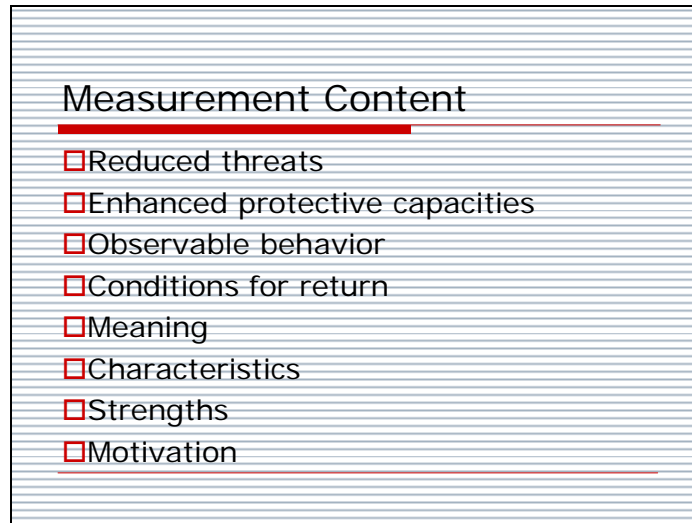 Measurement Content
Reduced threats
Enhanced protective capacities
Observable behavior
Conditions for return
Meaning
Characteristics
Strengths
Motivation